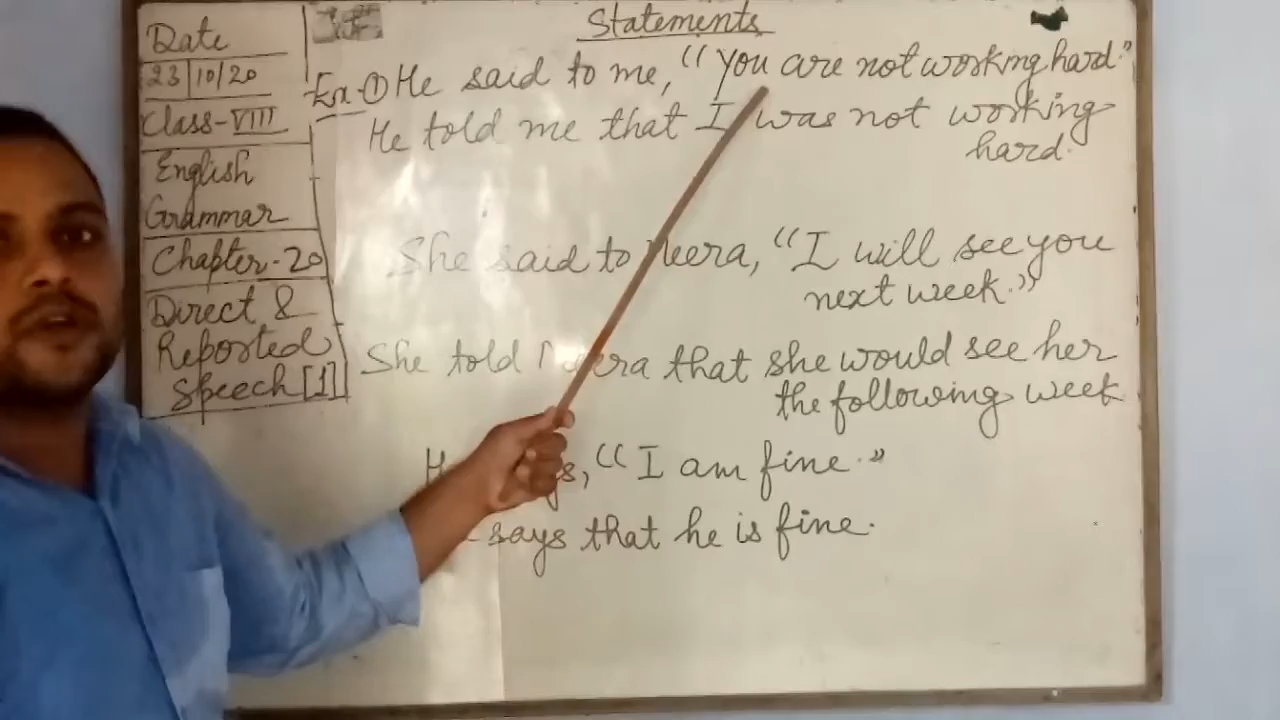 Date
23|10/20
Class-VIII
English
Grammar
Chapter-20
Direct &
Reported
Speech [1]
Statements
Ex-① He said to me, "You are not working hard."
He told me that I was not working
hard.
She said to Neera, "I will see you
next week."
She told that she would see her
the following week
"I am fine."
says that he is fine.